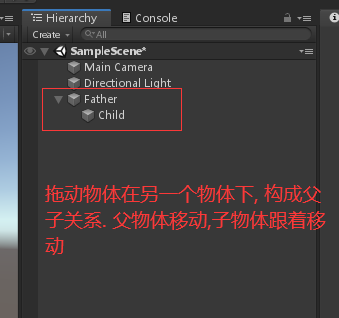 Hierarchy
Console
Create
All
SampleScene*
Main Camera
Directional Light
Father
Child
拖动物体在另一个物体下, 构成父
子关系. 父物体移动,子物体跟着移
动